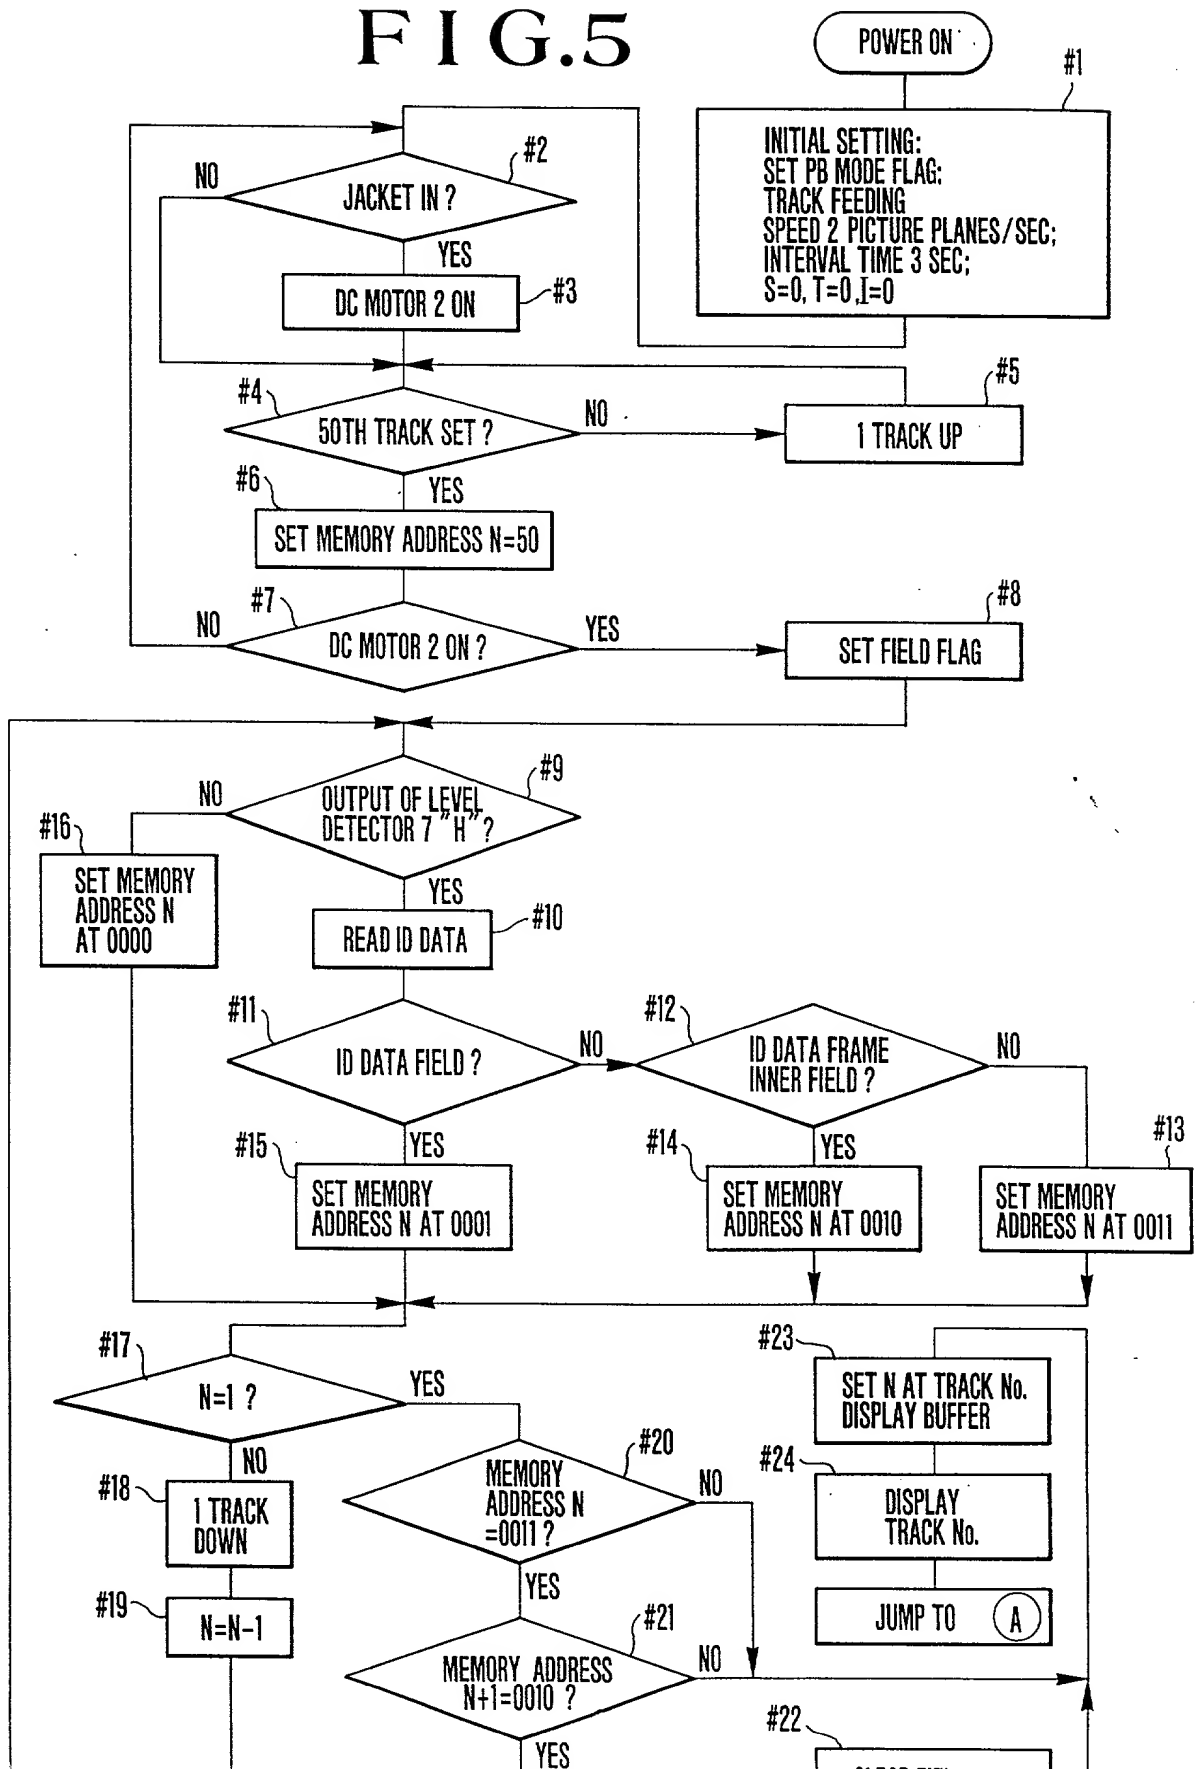 FIG.5
POWER ON
#1
INITIAL SETTING:
SET PB MODE FLAG;
TRACK FEEDING
SPEED 2 PICTURE PLANES/SEC;
INTERVAL TIME 3 SEC;
S=0, T=0, I=0
#2
NO
JACKET IN ?
YES
#3
DC MOTOR 2 ON
#4
50TH TRACK SET ?
NO
#5
1 TRACK UP
YES
#6
SET MEMORY ADDRESS N=50
#7
NO
DC MOTOR 2 ON ?
YES
#8
SET FIELD FLAG
#9
NO
OUTPUT OF LEVEL
DETECTOR 7 "H" ?
YES
#16
SET MEMORY
ADDRESS N
AT 0000
#10
READ ID DATA
#11
ID DATA FIELD ?
NO
#12
ID DATA FRAME
INNER FIELD ?
NO
YES
#15
SET MEMORY
ADDRESS N AT 0001
YES
#14
SET MEMORY
ADDRESS N AT 0010
#13
SET MEMORY
ADDRESS N AT 0011
#17
N=1 ?
YES
NO
#18
1 TRACK
DOWN
#19
N=N-1
#20
MEMORY
ADDRESS N
=0011 ?
NO
YES
#21
MEMORY ADDRESS
N+1=0010 ?
NO
YES
#23
SET N AT TRACK No.
DISPLAY BUFFER
#24
DISPLAY
TRACK No.
JUMP TO A
#22